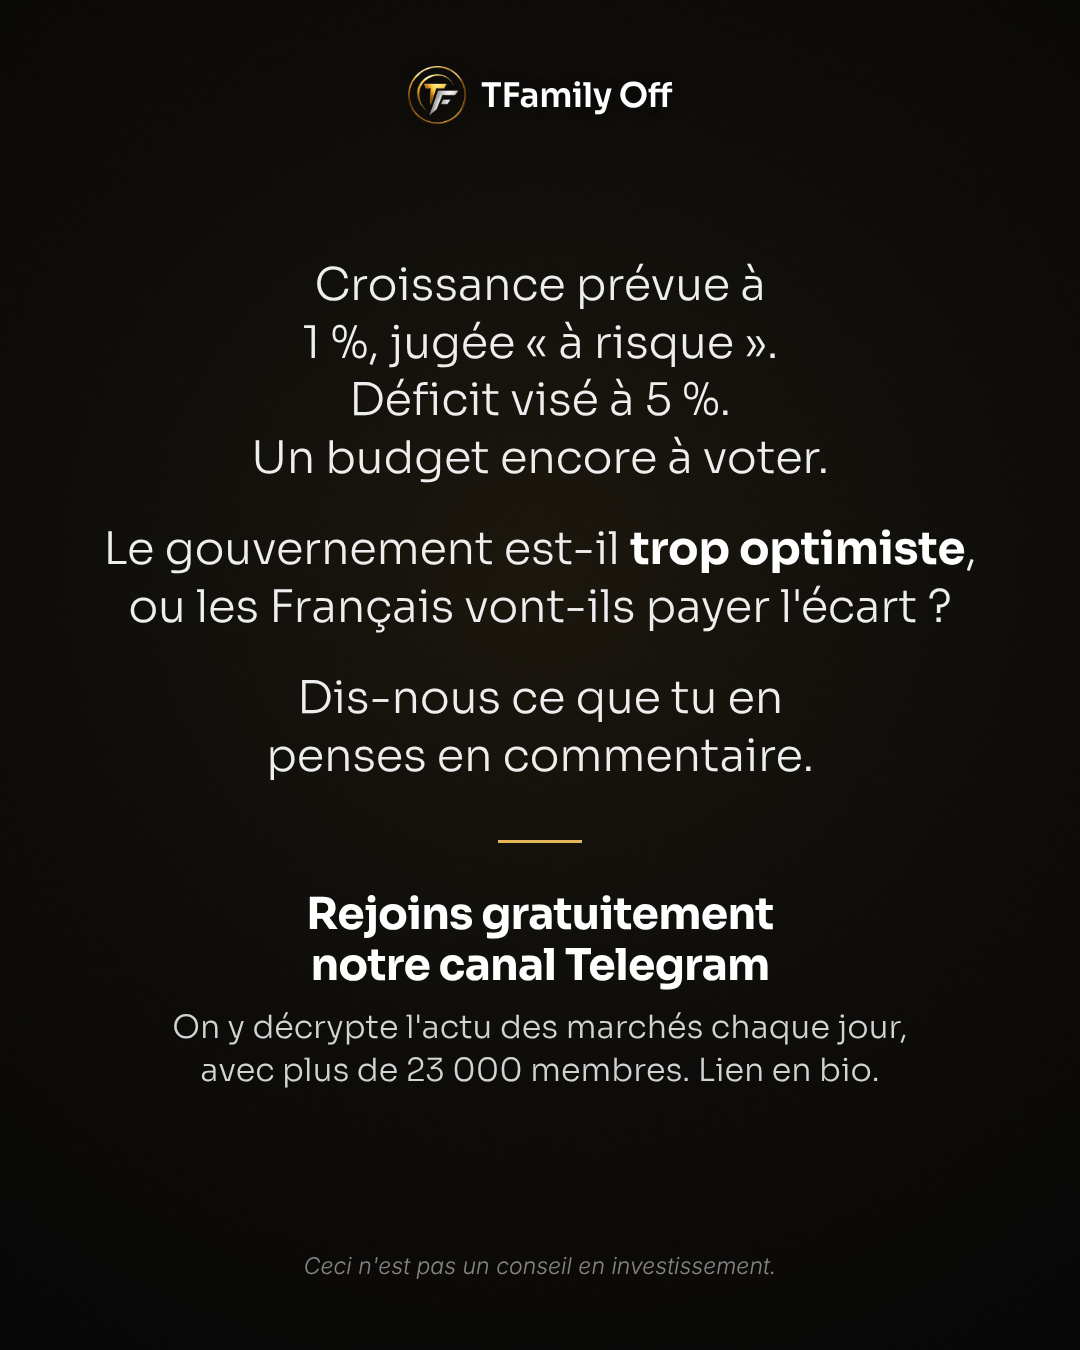 TFamily Off
Croissance prévue à
1 %, jugée « à risque ».
Déficit visé à 5 %.
Un budget encore à voter.
Le gouvernement est-il trop optimiste,
ou les Français vont-ils payer l'écart ?
Dis-nous ce que tu en
penses en commentaire.
Rejoins gratuitement
notre canal Telegram
On y décrypte l'actu des marchés chaque jour,
avec plus de 23 000 membres. Lien en bio.
Ceci n'est pas un conseil en investissement.